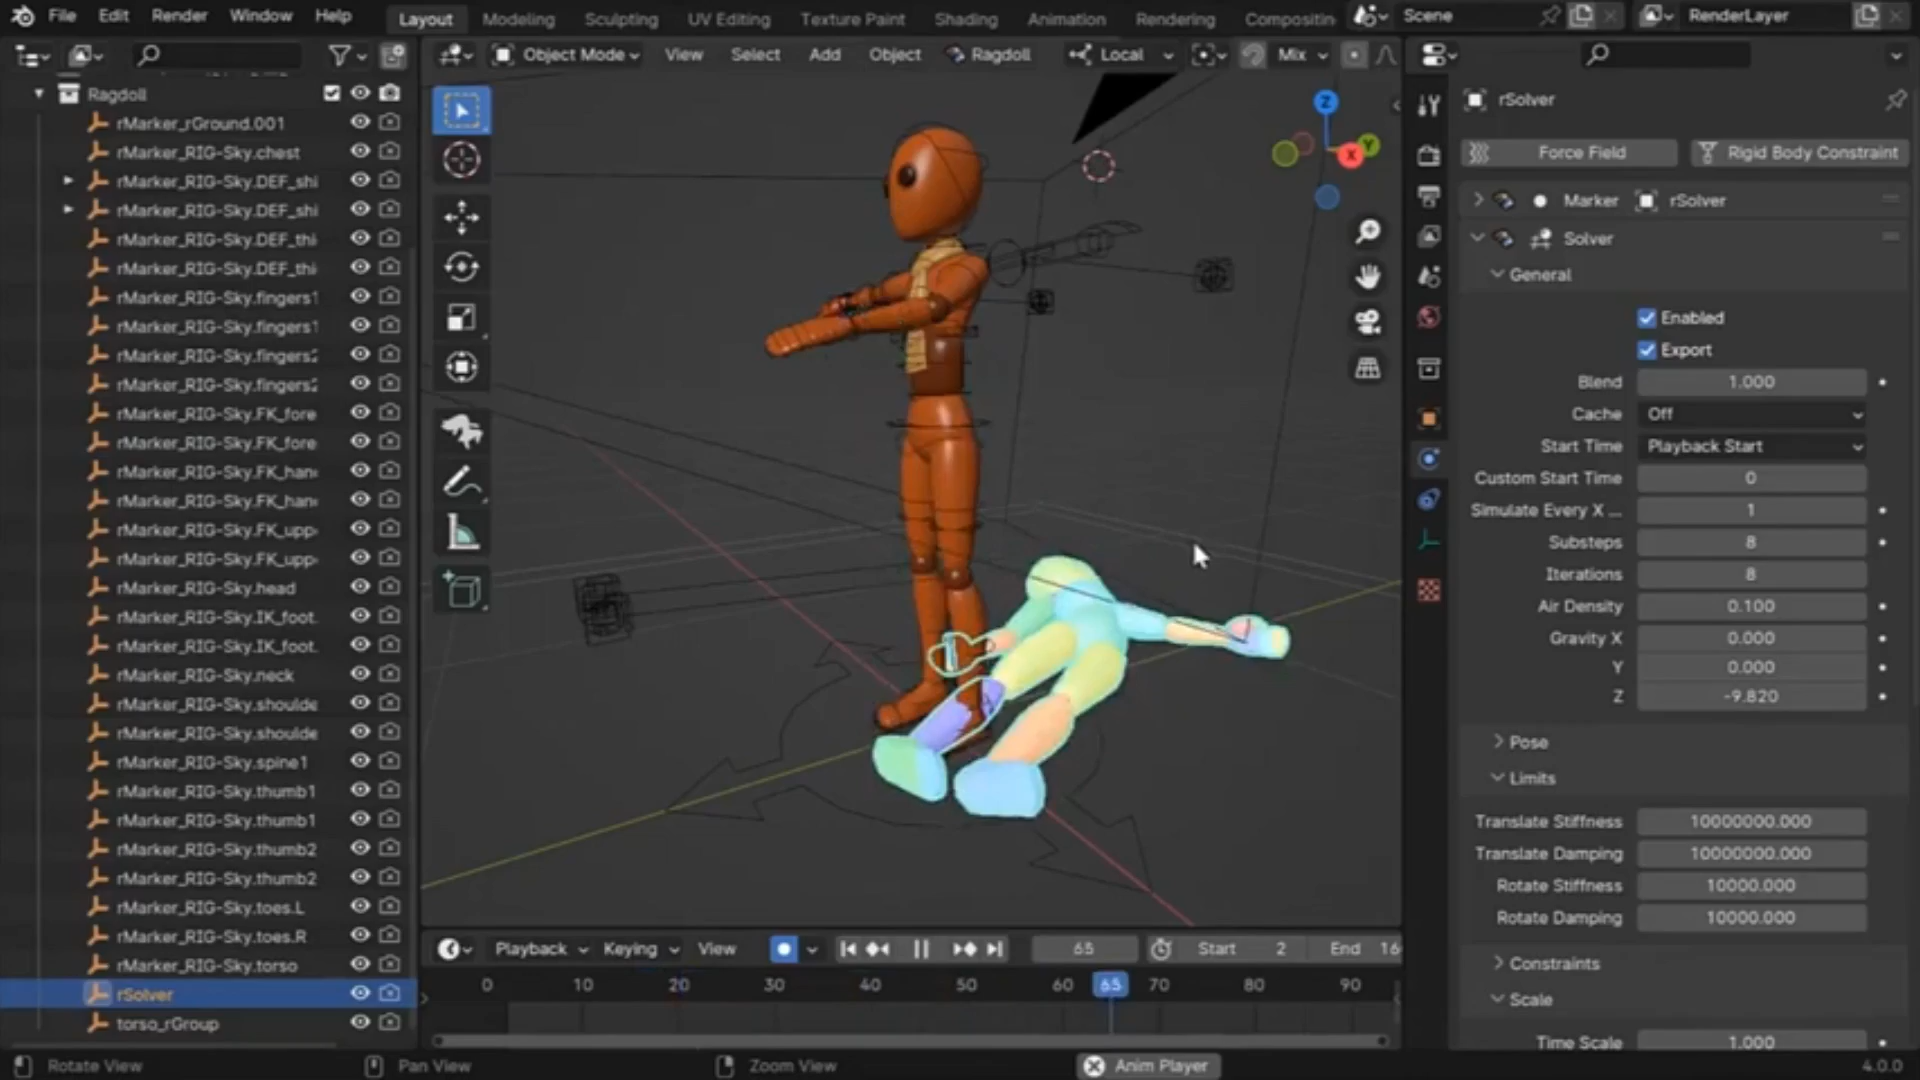 File Edit Render Window Help
Layout Modeling Sculpting UV Editing Texture Paint Shading Animation Rendering Compositin
Scene
RenderLayer
Object Mode View Select Add Object Ragdoll Local Mix
Ragdoll
rMarker_rGround.001
rMarker_RIG-Sky.chest
rMarker_RIG-Sky.DEF_shi
rMarker_RIG-Sky.DEF_shi
rMarker_RIG-Sky.DEF_thi
rMarker_RIG-Sky.DEF_thi
rMarker_RIG-Sky.fingers1
rMarker_RIG-Sky.fingers1
rMarker_RIG-Sky.fingers2
rMarker_RIG-Sky.fingers2
rMarker_RIG-Sky.FK_fore
rMarker_RIG-Sky.FK_fore
rMarker_RIG-Sky.FK_han
rMarker_RIG-Sky.FK_han
rMarker_RIG-Sky.FK_upp
rMarker_RIG-Sky.FK_upp
rMarker_RIG-Sky.head
rMarker_RIG-Sky.IK_foot.
rMarker_RIG-Sky.IK_foot.
rMarker_RIG-Sky.neck
rMarker_RIG-Sky.shoulde
rMarker_RIG-Sky.shoulde
rMarker_RIG-Sky.spine1
rMarker_RIG-Sky.thumb1
rMarker_RIG-Sky.thumb1
rMarker_RIG-Sky.thumb2
rMarker_RIG-Sky.thumb2
rMarker_RIG-Sky.toes.L
rMarker_RIG-Sky.toes.R
rMarker_RIG-Sky.torso
rSolver
torso_rGroup
Z
X
Y
Playback Keying View 65 Start 2 End 16
0 10 20 30 40 50 60 65 70 80 90
rSolver
Force Field Rigid Body Constraint
Marker rSolver
Solver
General
Enabled
Export
Blend 1.000
Cache Off
Start Time Playback Start
Custom Start Time 0
Simulate Every X ... 1
Substeps 8
Iterations 8
Air Density 0.100
Gravity X 0.000
Y 0.000
Z -9.820
Pose
Limits
Translate Stiffness 10000000.000
Translate Damping 10000000.000
Rotate Stiffness 10000.000
Rotate Damping 10000.000
Constraints
Scale
Time Scale 1.000
Rotate View Pan View Zoom View Anim Player 4.0.0